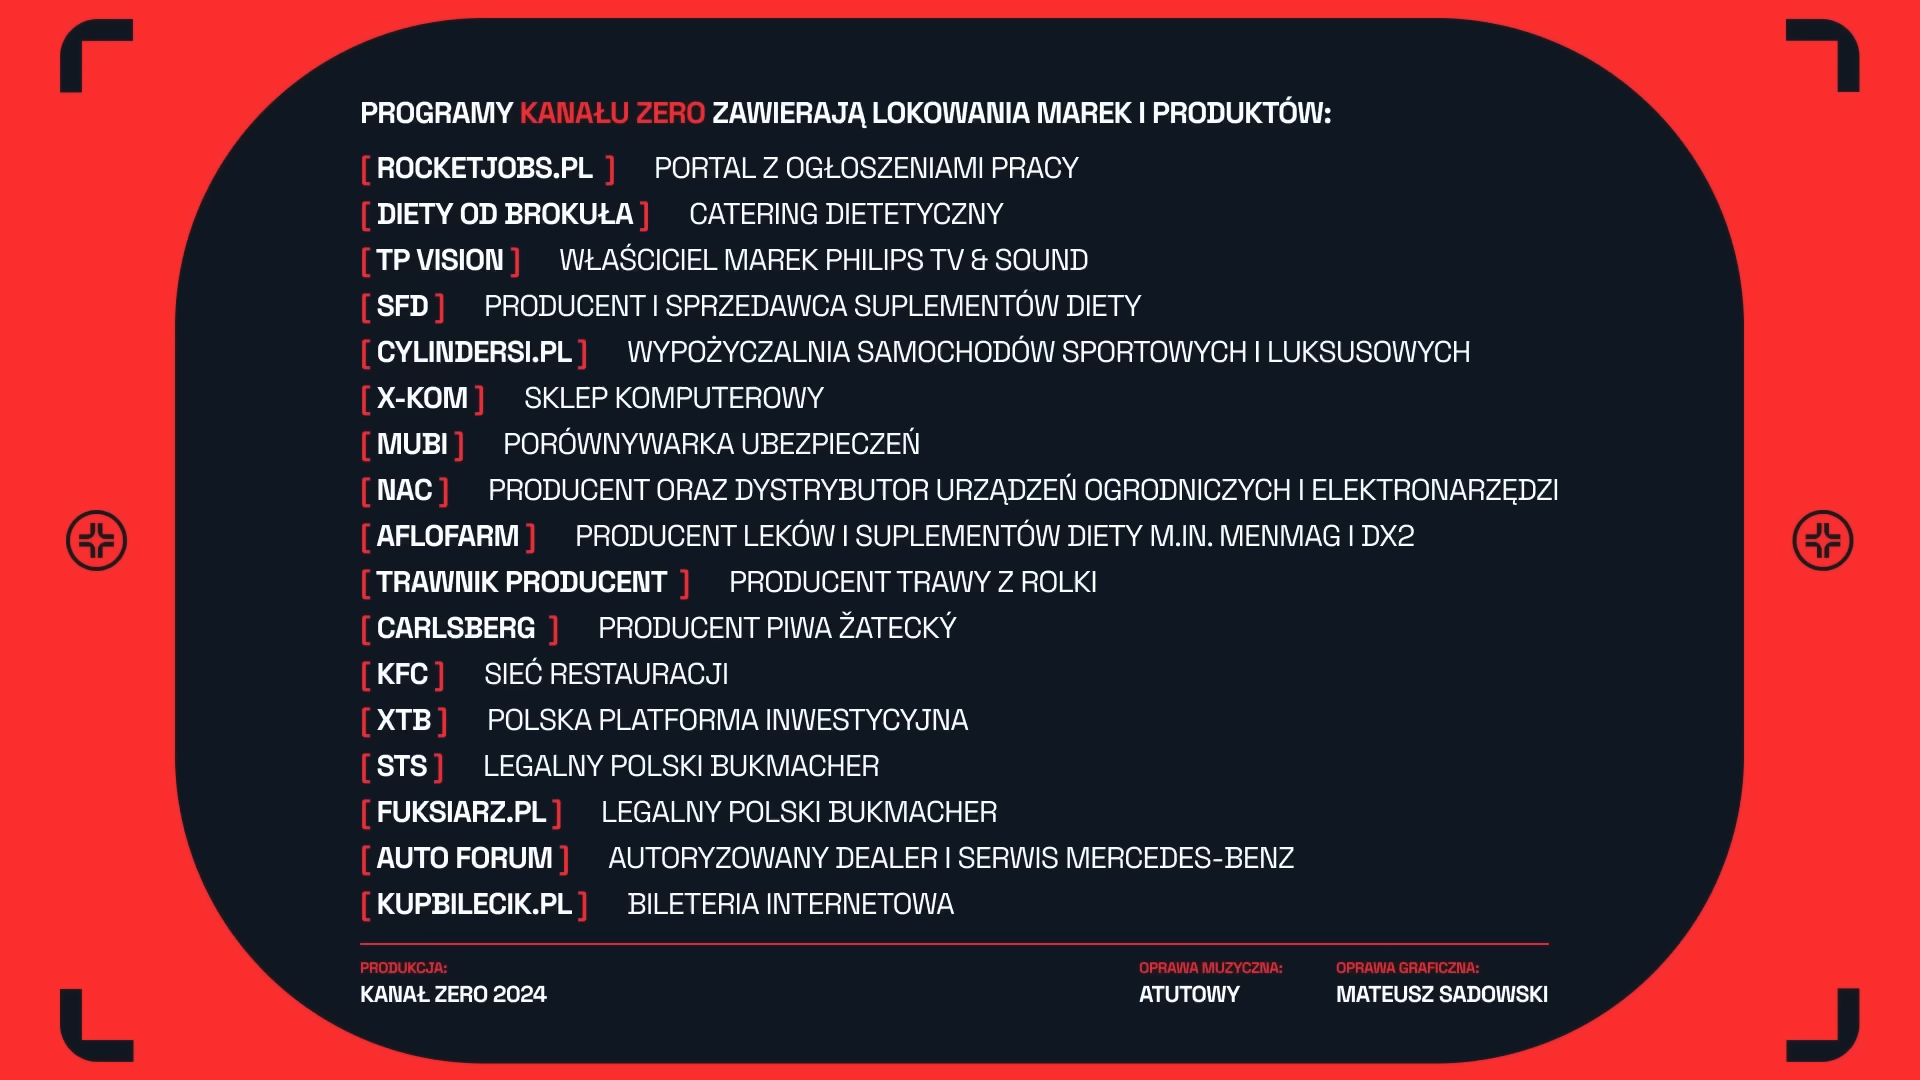 PROGRAMY KANAŁU ZERO ZAWIERAJĄ LOKOWANIA MAREK I PRODUKTÓW:
[ ROCKETJOBS.PL ] PORTAL Z OGŁOSZENIAMI PRACY
[ DIETY OD BROKUŁA ] CATERING DIETETYCZNY
[ TP VISION ] WŁAŚCICIEL MAREK PHILIPS TV & SOUND
[ SFD ] PRODUCENT I SPRZEDAWCA SUPLEMENTÓW DIETY
[ CYLINDERSI.PL ] WYPOŻYCZALNIA SAMOCHODÓW SPORTOWYCH I LUKSUSOWYCH
[ X-KOM ] SKLEP KOMPUTEROWY
[ MUBI ] PORÓWNYWARKA UBEZPIECZEŃ
[ NAC ] PRODUCENT ORAZ DYSTRYBUTOR URZĄDZEŃ OGRODNICZYCH I ELEKTRONARZĘDZI
[ AFLOFARM ] PRODUCENT LEKÓW I SUPLEMENTÓW DIETY M.IN. MENMAG I DX2
[ TRAWNIK PRODUCENT ] PRODUCENT TRAWY Z ROLKI
[ CARLSBERG ] PRODUCENT PIWA ŽATECKÝ
[ KFC ] SIEĆ RESTAURACJI
[ XTB ] POLSKA PLATFORMA INWESTYCYJNA
[ STS ] LEGALNY POLSKI BUKMACHER
[ FUKSIARZ.PL ] LEGALNY POLSKI BUKMACHER
[ AUTO FORUM ] AUTORYZOWANY DEALER I SERWIS MERCEDES-BENZ
[ KUPBILECIK.PL ] BILETERIA INTERNETOWA
PRODUKCJA: OPRAWA MUZYCZNA: OPRAWA GRAFICZNA:
KANAŁ ZERO 2024 ATUTOWY MATEUSZ SADOWSKI